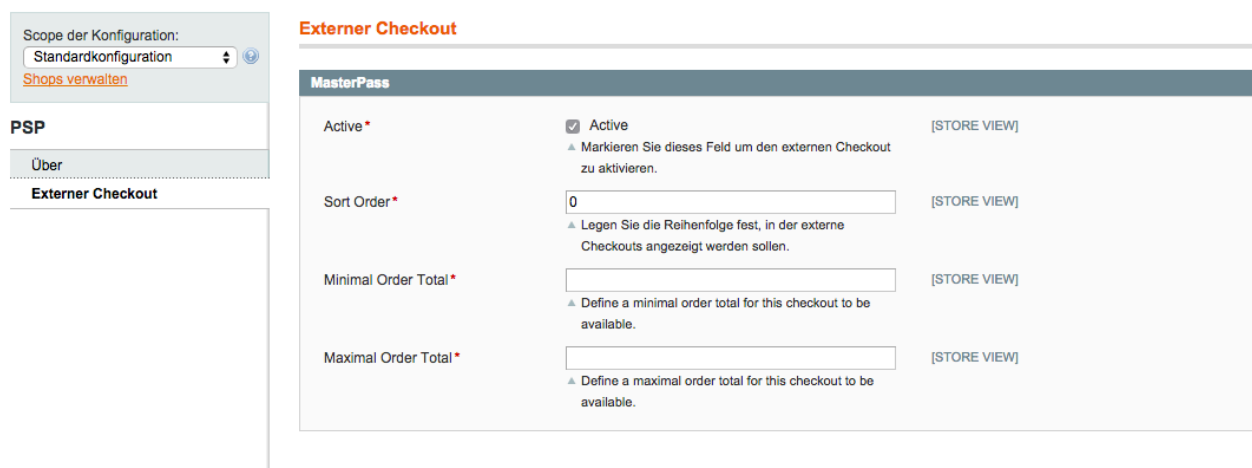 Scope der Konfiguration:
Standardkonfiguration
Shops verwalten
PSP
Über
Externer Checkout
Externer Checkout
MasterPass
Active* Active [STORE VIEW]
Markieren Sie dieses Feld um den externen Checkout
zu aktivieren.
Sort Order* 0 [STORE VIEW]
Legen Sie die Reihenfolge fest, in der externe
Checkouts angezeigt werden sollen.
Minimal Order Total* [STORE VIEW]
Define a minimal order total for this checkout to be
available.
Maximal Order Total* [STORE VIEW]
Define a maximal order total for this checkout to be
available.